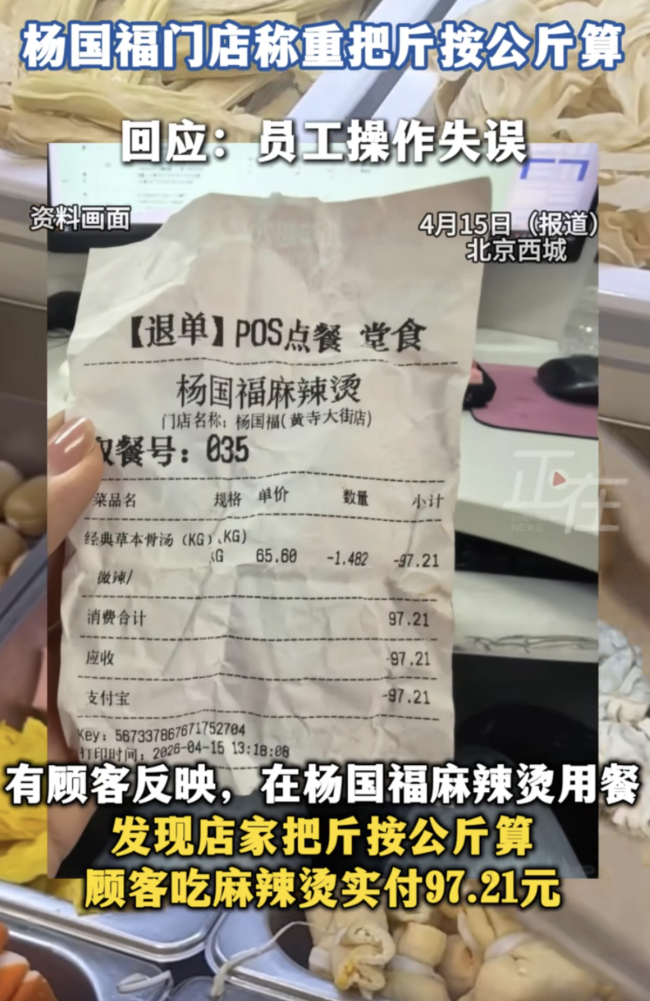 杨国福门店称重把斤按公斤算
回应：员工操作失误
资料画面
4月15日（报道）
北京西城
【退单】POS点餐 堂食
杨国福麻辣烫
门店名称：杨国福(黄寺大街店)
取餐号：035
菜品名 规格 单价 数量 小计
经典草本骨汤（KG）（KG）
KG 65.60 -1.482 -97.21
微辣/
消费合计 97.21
应收 -97.21
支付宝 -97.21
Key: 567337867671752704
打印时间: 2026-04-15 13:18:08
正在
NEWS
有顾客反映，在杨国福麻辣烫用餐
发现店家把斤按公斤算
顾客吃麻辣烫实付97.21元